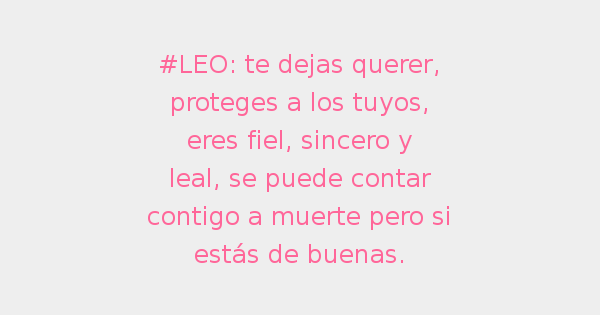 #LEO: te dejas querer,
proteges a los tuyos,
eres fiel, sincero y
leal, se puede contar
contigo a muerte pero si
estás de buenas.